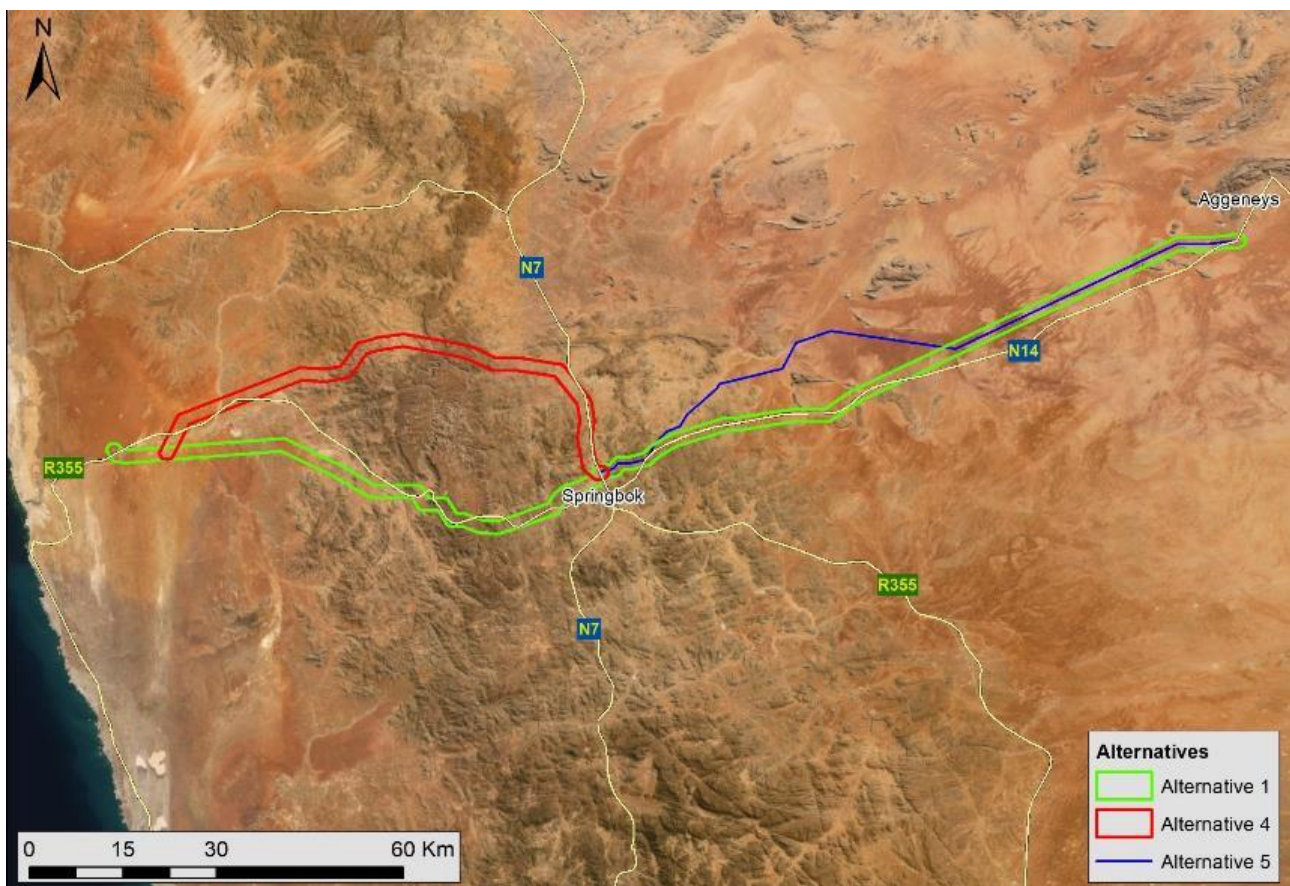 N
Aggeneys
N7
N14
R355
Springbok
R355
N7
Alternatives
Alternative 1
Alternative 4
Alternative 5
0 15 30 60 Km